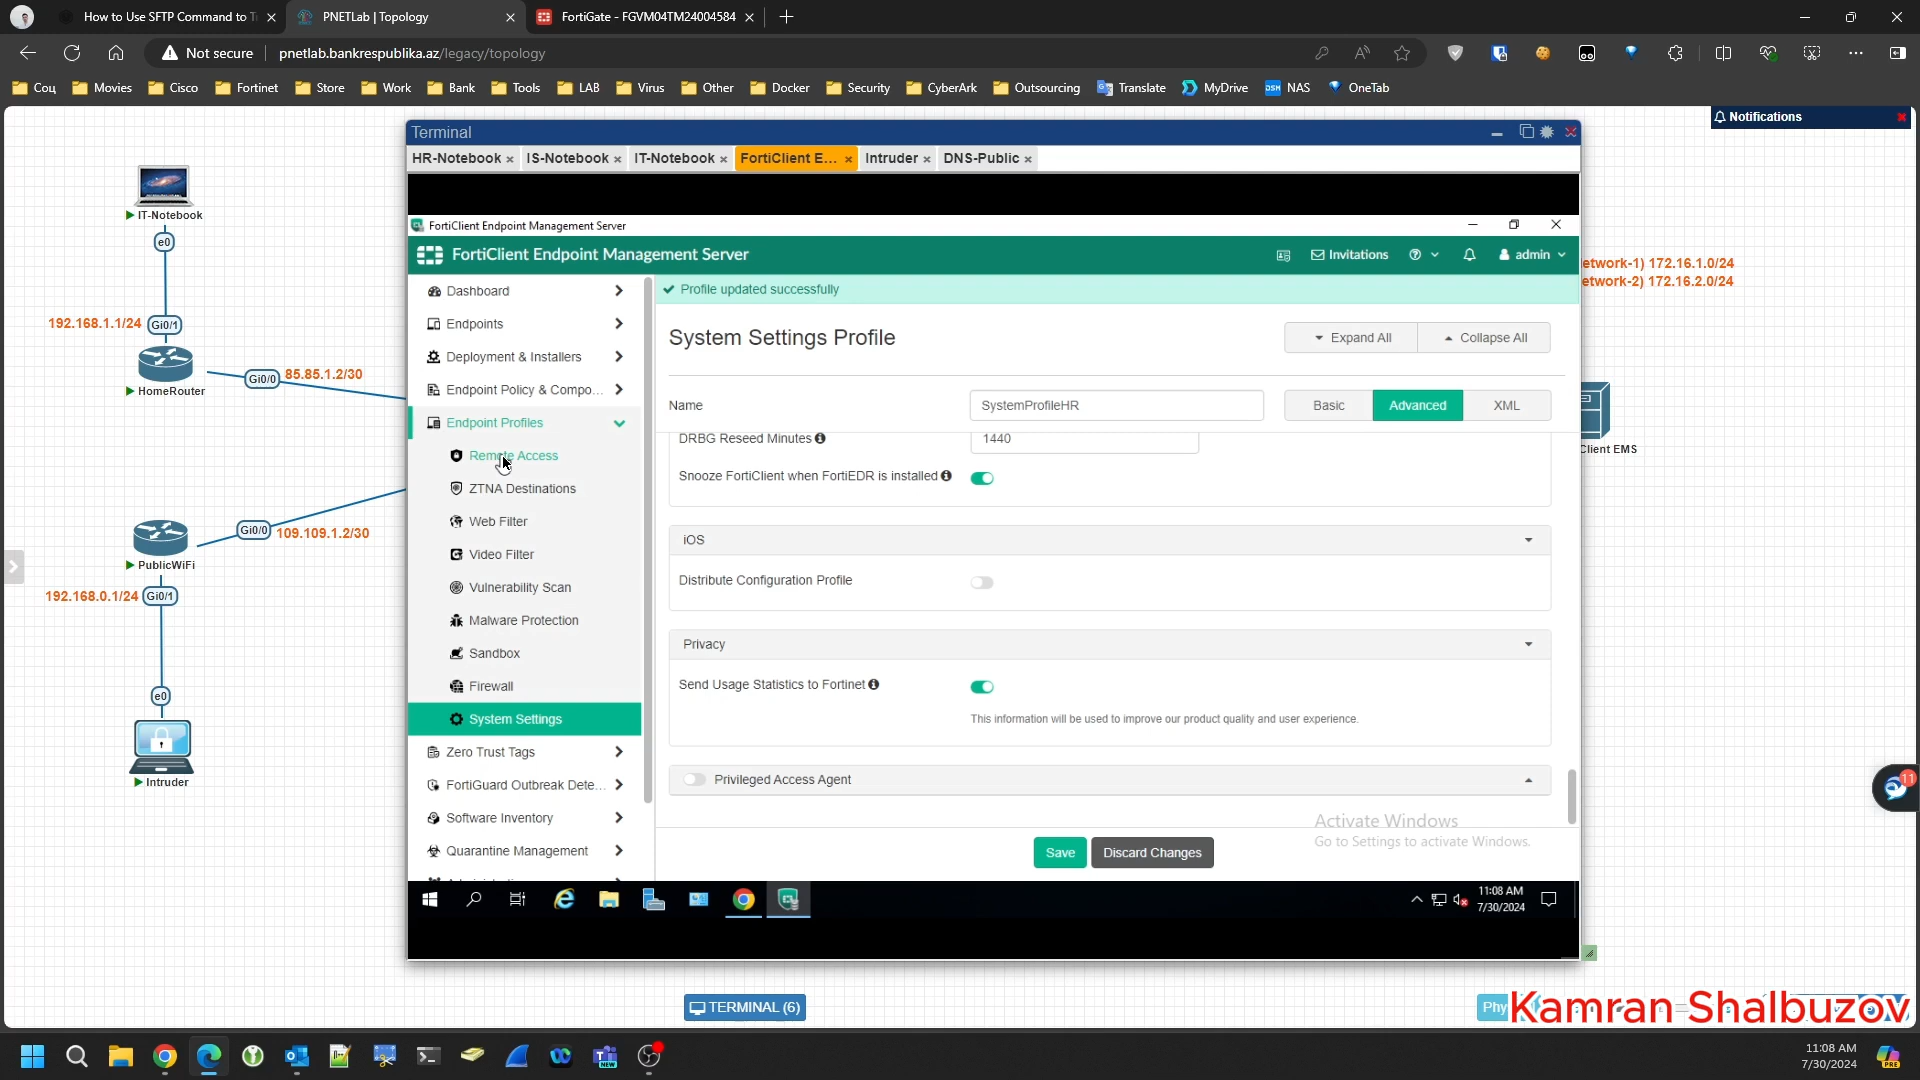 How to Use SFTP Command to T
PNETLab | Topology
FortiGate - FGVM04TM24004584
Not secure
pnetlab.bankrespublika.az/legacy/topology
Соц
Movies
Cisco
Fortinet
Store
Work
Bank
Tools
LAB
Virus
Other
Docker
Security
CyberArk
Outsourcing
Translate
MyDrive
NAS
OneTab
Notifications
Terminal
HR-Notebook
IS-Notebook
IT-Notebook
FortiClient E...
Intruder
DNS-Public
FortiClient Endpoint Management Server
FortiClient Endpoint Management Server
Invitations
admin
Dashboard
Endpoints
Deployment & Installers
Endpoint Policy & Compo...
Endpoint Profiles
Remote Access
ZTNA Destinations
Web Filter
Video Filter
Vulnerability Scan
Malware Protection
Sandbox
Firewall
System Settings
Zero Trust Tags
FortiGuard Outbreak Dete...
Software Inventory
Quarantine Management
Profile updated successfully
System Settings Profile
Expand All
Collapse All
Name
SystemProfileHR
Basic
Advanced
XML
DRBG Reseed Minutes
1440
Snooze FortiClient when FortiEDR is installed
iOS
Distribute Configuration Profile
Privacy
Send Usage Statistics to Fortinet
This information will be used to improve our product quality and user experience.
Privileged Access Agent
Activate Windows
Go to Settings to activate Windows.
Save
Discard Changes
11:08 AM
7/30/2024
IT-Notebook
e0
192.168.1.1/24
Gi0/1
HomeRouter
Gi0/0
85.85.1.2/30
PublicWiFi
Gi0/0
109.109.1.2/30
192.168.0.1/24
Gi0/1
e0
Intruder
etwork-1) 172.16.1.0/24
etwork-2) 172.16.2.0/24
Client EMS
11
TERMINAL (6)
Phy
Kamran Shalbuzov
11:08 AM
7/30/2024